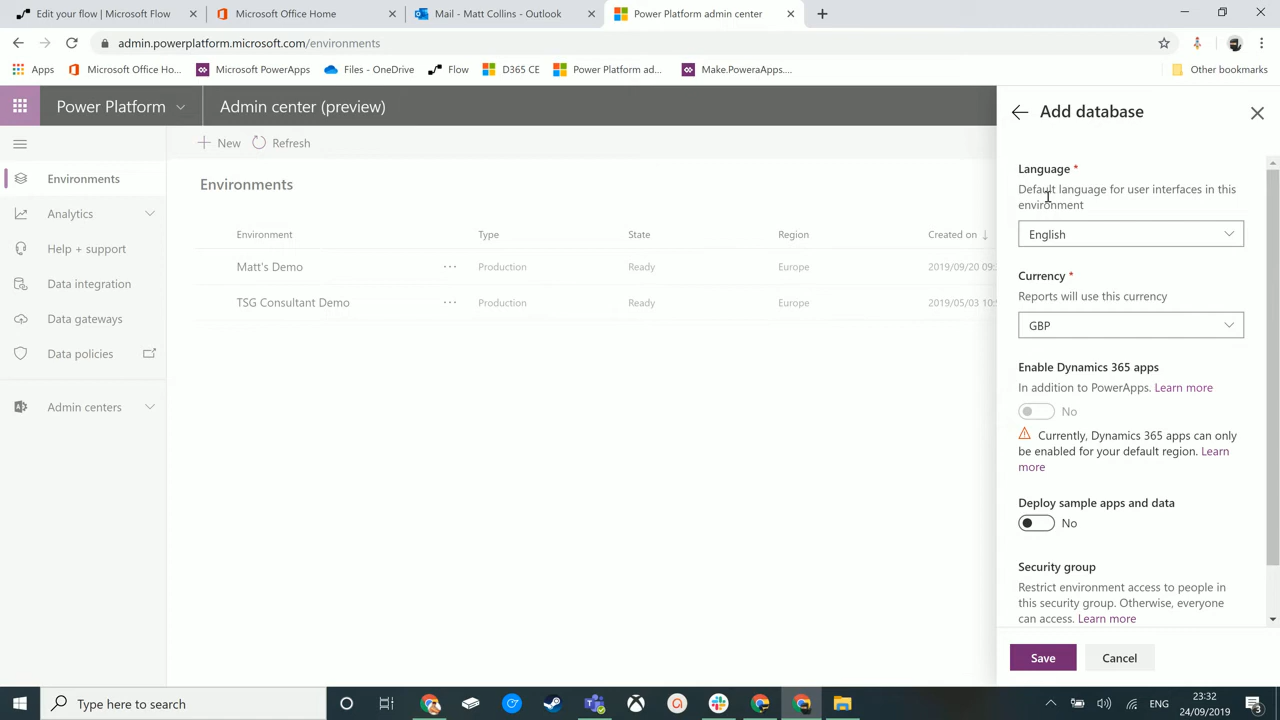 Edit your flow | Microsoft Flow
Microsoft Office Home
Mail - Matt Collins - Outlook
Power Platform admin center
admin.powerplatform.microsoft.com/environments
Apps
Microsoft Office Ho...
Microsoft PowerApps
Files - OneDrive
Flow
D365 CE
Power Platform ad...
Make.PoweraApps....
Other bookmarks
Power Platform
Admin center (preview)
Add database
New
Refresh
Environments
Analytics
Help + support
Data integration
Data gateways
Data policies
Admin centers
Environments
Environment Type State Region Created on
Matt's Demo ... Production Ready Europe 2019/09/20 09:
TSG Consultant Demo ... Production Ready Europe 2019/05/03 10:
Language *
Default language for user interfaces in this
environment
English
Currency *
Reports will use this currency
GBP
Enable Dynamics 365 apps
In addition to PowerApps. Learn more
No
Currently, Dynamics 365 apps can only
be enabled for your default region. Learn
more
Deploy sample apps and data
No
Security group
Restrict environment access to people in
this security group. Otherwise, everyone
can access. Learn more
Save
Cancel
Type here to search
ENG
23:32
24/09/2019
3